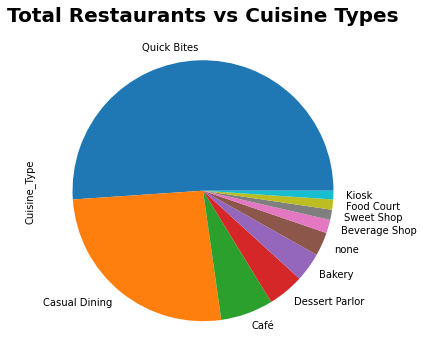 Total Restaurants vs Cuisine Types
Quick Bites
Cuisine_Type
Kiosk
Food Court
Sweet Shop
Beverage Shop
none
Bakery
Dessert Parlor
Casual Dining
Café